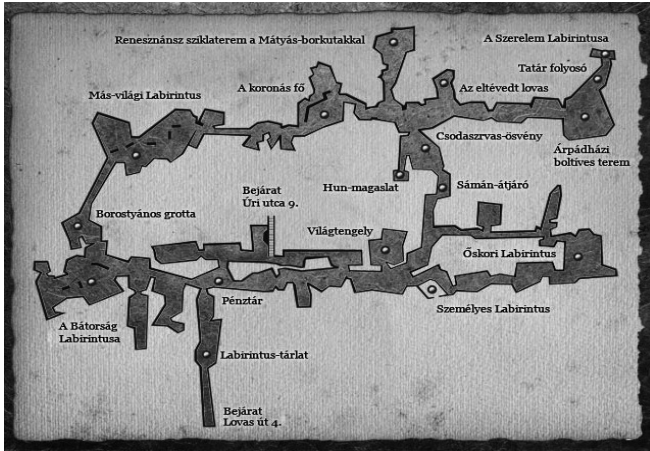 Renesznánsz sziklaterem a Mátyás-borkutakkal
A Szerelem Labirintusa
Tatár folyosó
Az eltévedt lovas
A koronás fő
Más-világi Labirintus
Csodaszrvas-ösvény
Árpádházi
boltíves terem
Hun-magaslat
Sámán-átjáró
Bejárat
Úri utca 9.
Borostyános grotta
Világtengely
Őskori Labirintus
Pénztár
Személyes Labirintus
A Bátorság
Labirintusa
Labirintus-tárlat
Bejárat
Lovas út 4.